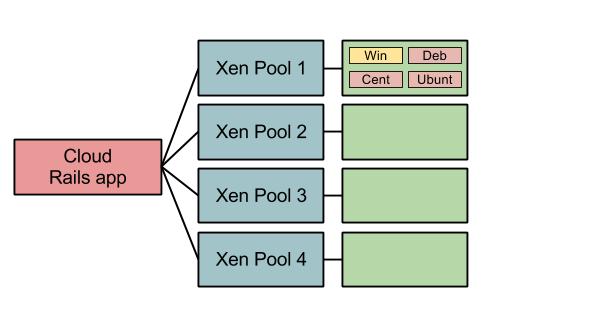 Cloud
Rails app
Xen Pool 1
Win
Deb
Cent
Ubunt
Xen Pool 2
Xen Pool 3
Xen Pool 4